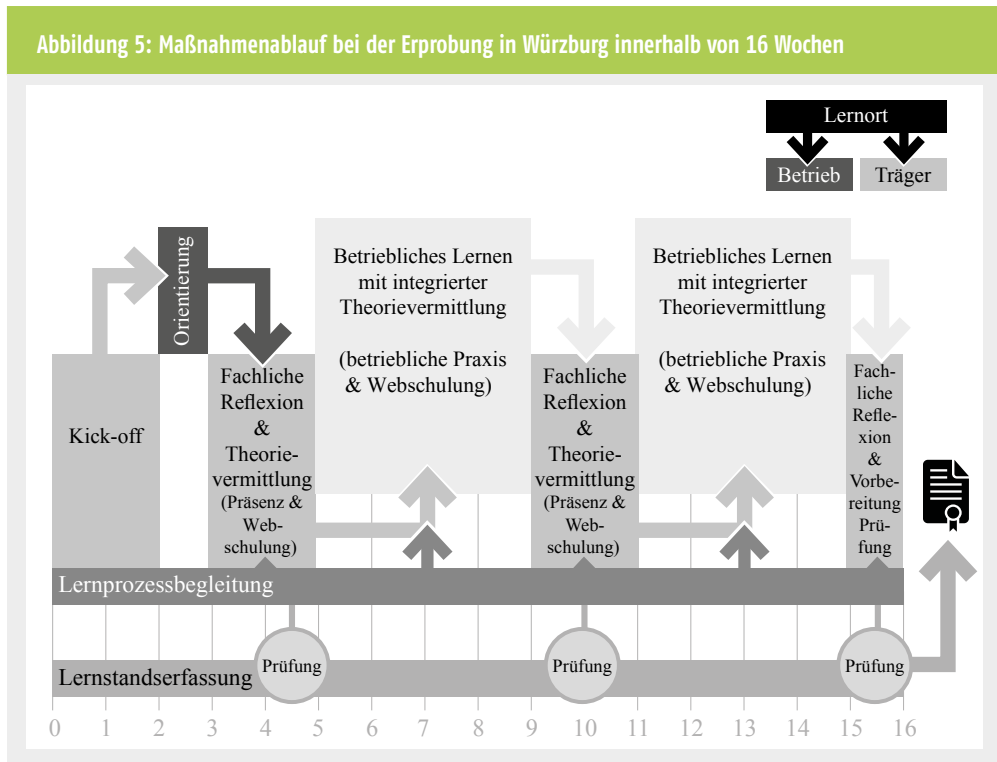 Abbildung 5: Maßnahmenablauf bei der Erprobung in Würzburg innerhalb von 16 Wochen
Lernort
Betrieb
Träger
Orientierung
Kick-off
Fachliche
Reflexion
&
Theorie-
vermittlung
(Präsenz &
Web-
schulung)
Betriebliches Lernen
mit integrierter
Theorievermittlung
(betriebliche Praxis
& Webschulung)
Fachliche
Reflexion
&
Theorie-
vermittlung
(Präsenz &
Web-
schulung)
Betriebliches Lernen
mit integrierter
Theorievermittlung
(betriebliche Praxis
& Webschulung)
Fach-
liche
Refle-
xion
&
Vorbe-
reitung
Prü-
fung
Lernprozessbegleitung
Lernstandserfassung
Prüfung
Prüfung
Prüfung
0 1 2 3 4 5 6 7 8 9 10 11 12 13 14 15 16